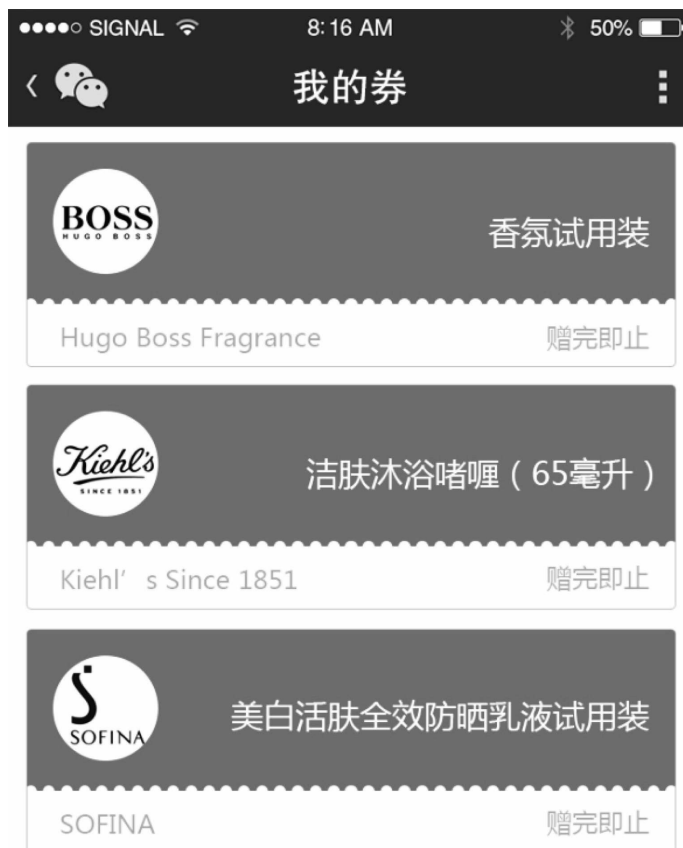 SIGNAL 8:16 AM 50%
我的券
BOSS
HUGO BOSS
香氛试用装
Hugo Boss Fragrance 赠完即止
Kiehl's
SINCE 1851
洁肤沐浴啫喱（65毫升）
Kiehl’s Since 1851 赠完即止
SOFINA
美白活肤全效防晒乳液试用装
SOFINA 赠完即止